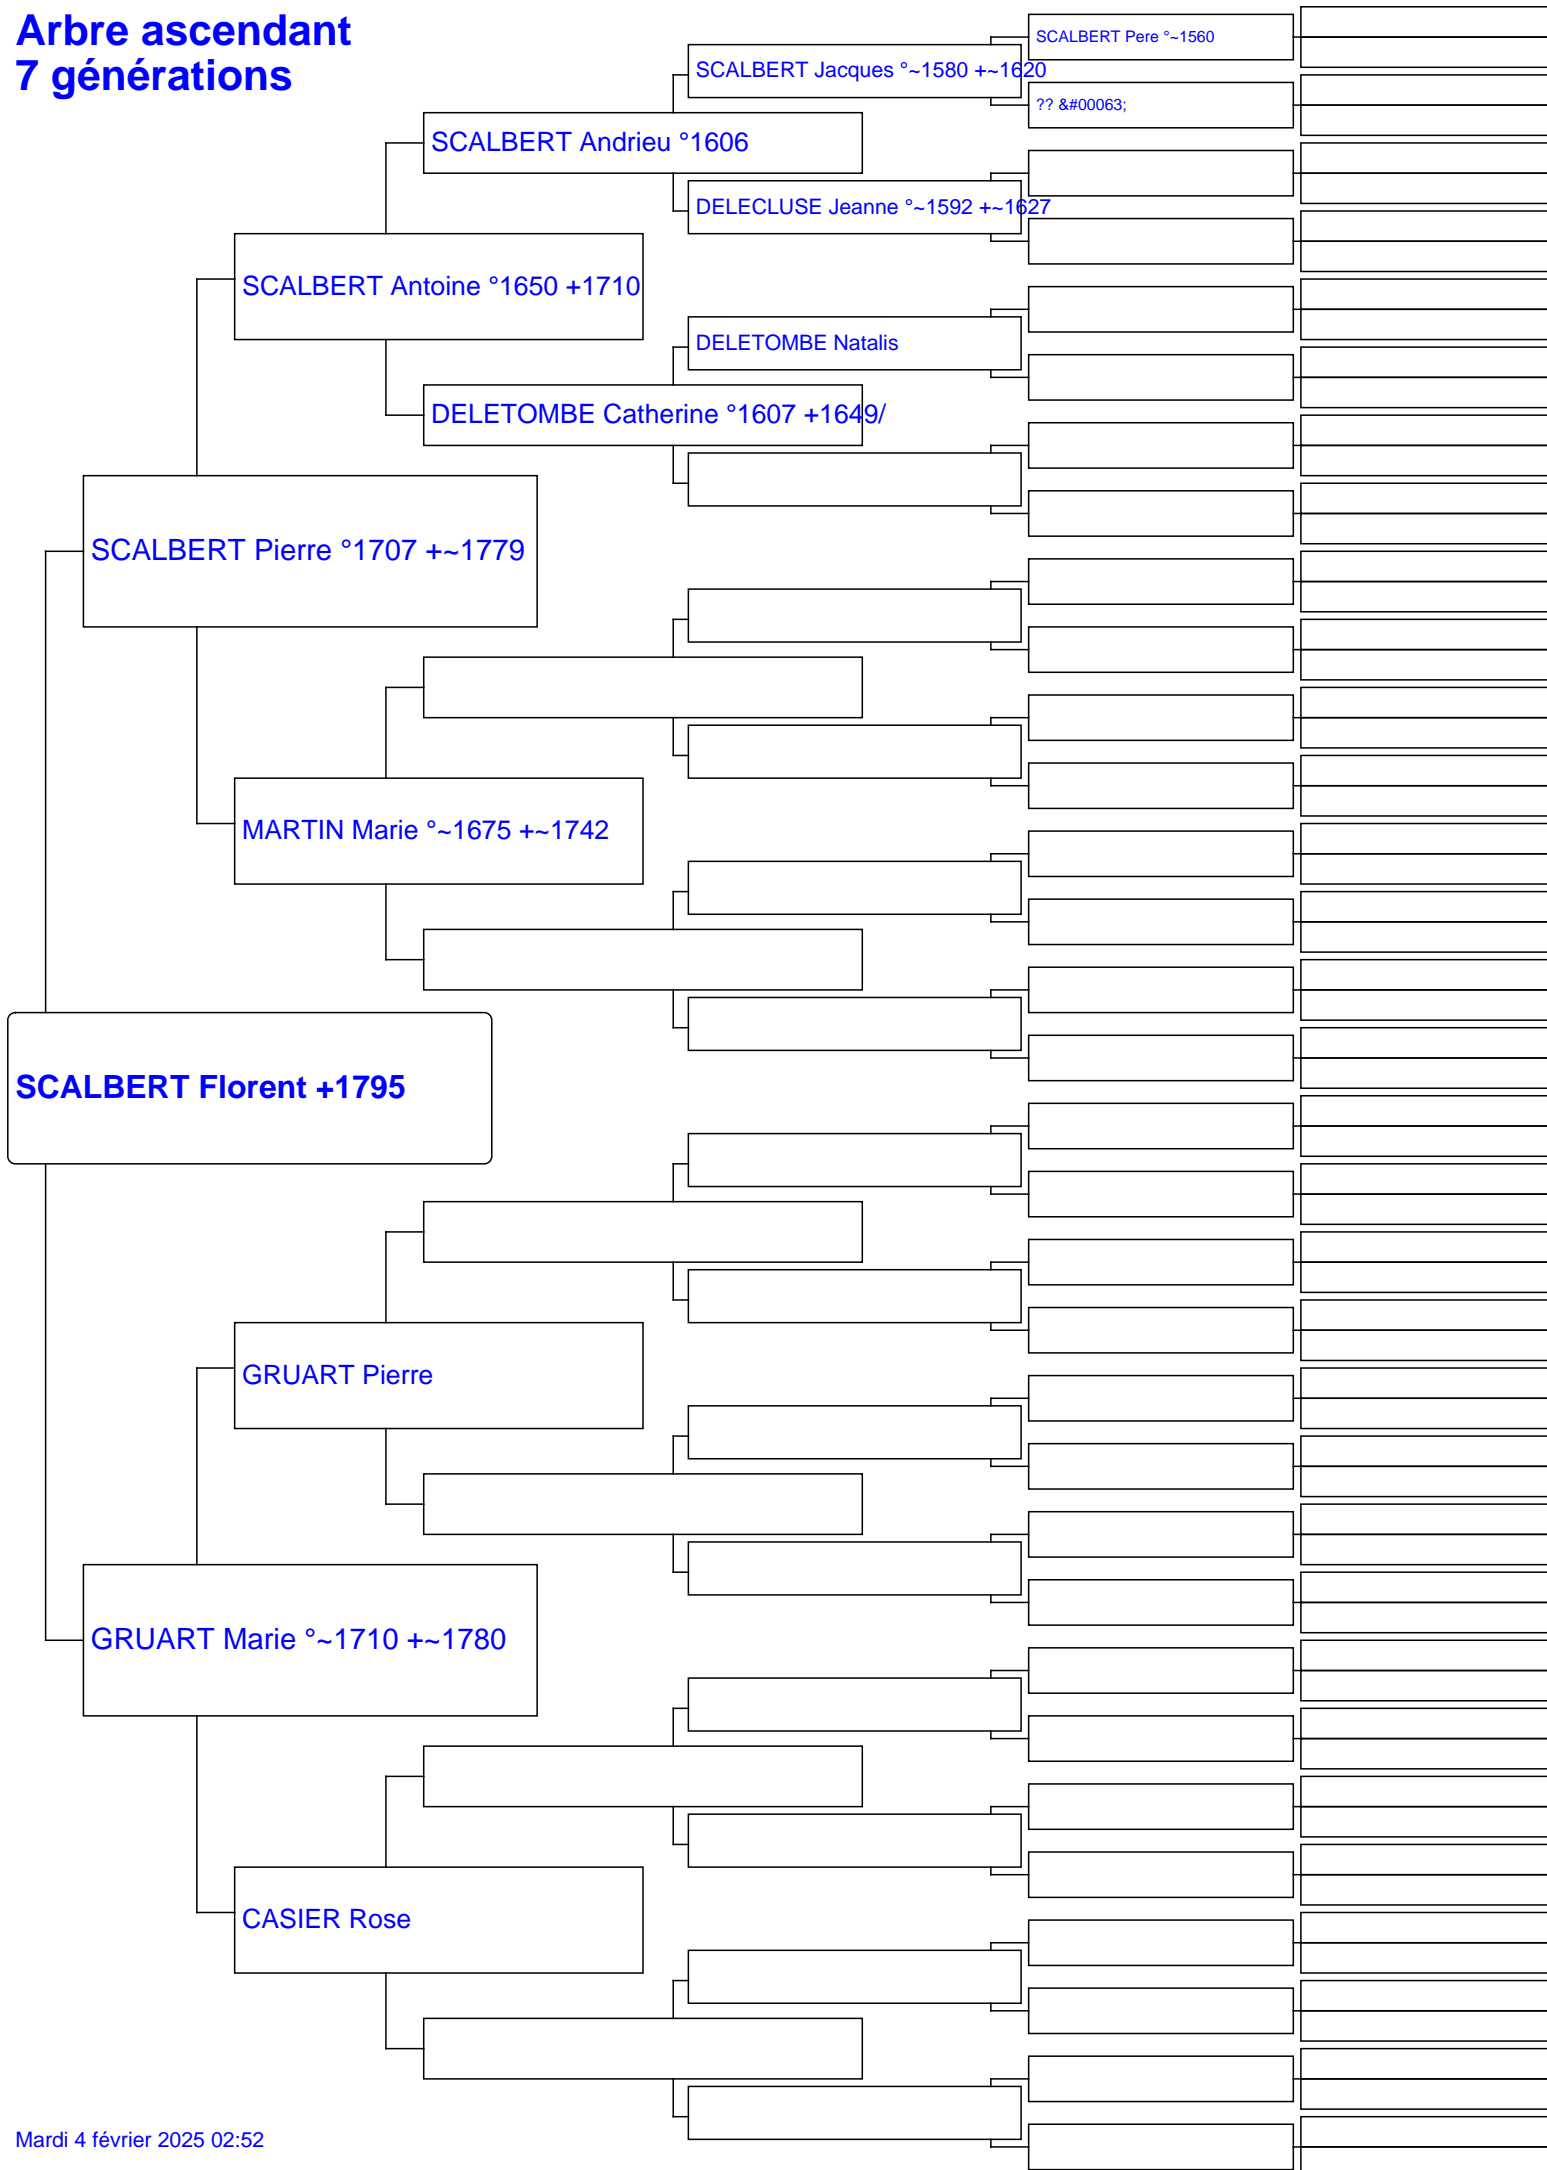 Arbre ascendant
7 générations
SCALBERT Pere °~1560
SCALBERT Jacques °~1580 +~1620
?? &#00063;
SCALBERT Andrieu °1606
DELECLUSE Jeanne °~1592 +~1627
SCALBERT Antoine °1650 +1710
DELETOMBE Natalis
DELETOMBE Catherine °1607 +1649/
SCALBERT Pierre °1707 +~1779
MARTIN Marie °~1675 +~1742
SCALBERT Florent +1795
GRUART Pierre
GRUART Marie °~1710 +~1780
CASIER Rose
Mardi 4 février 2025 02:52